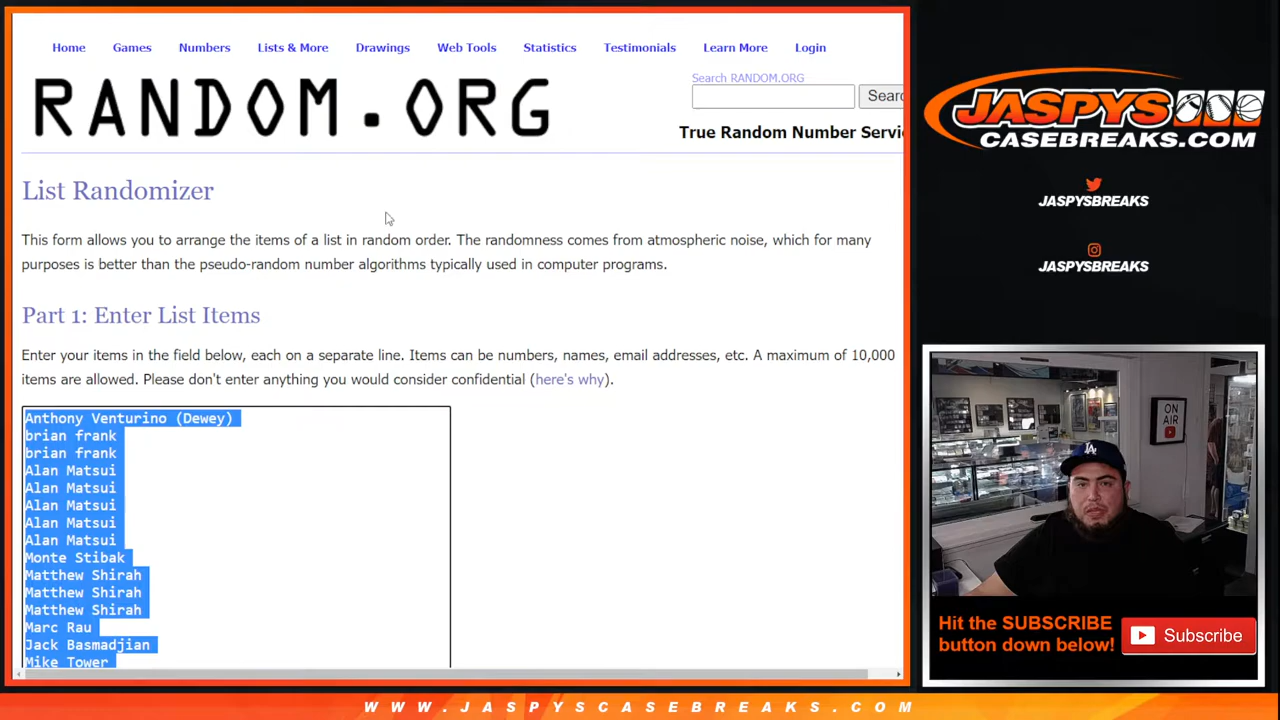 Home Games Numbers Lists & More Drawings Web Tools Statistics Testimonials Learn More Login
RANDOM.ORG
Search RANDOM.ORG
Searc
True Random Number Servi
List Randomizer
This form allows you to arrange the items of a list in random order. The randomness comes from atmospheric noise, which for many
purposes is better than the pseudo-random number algorithms typically used in computer programs.
Part 1: Enter List Items
Enter your items in the field below, each on a separate line. Items can be numbers, names, email addresses, etc. A maximum of 10,000
items are allowed. Please don't enter anything you would consider confidential (here's why).
Anthony Venturino (Dewey)
brian frank
brian frank
Alan Matsui
Alan Matsui
Alan Matsui
Alan Matsui
Alan Matsui
Monte Stibak
Matthew Shirah
Matthew Shirah
Matthew Shirah
Marc Rau
Jack Basmadjian
Mike Tower
JASPYS
CASEBREAKS.COM
JASPYSBREAKS
JASPYSBREAKS
ON
AIR
LA
Hit the SUBSCRIBE
button down below!
Subscribe
WWW.JASPYSCASEBREAKS.COM